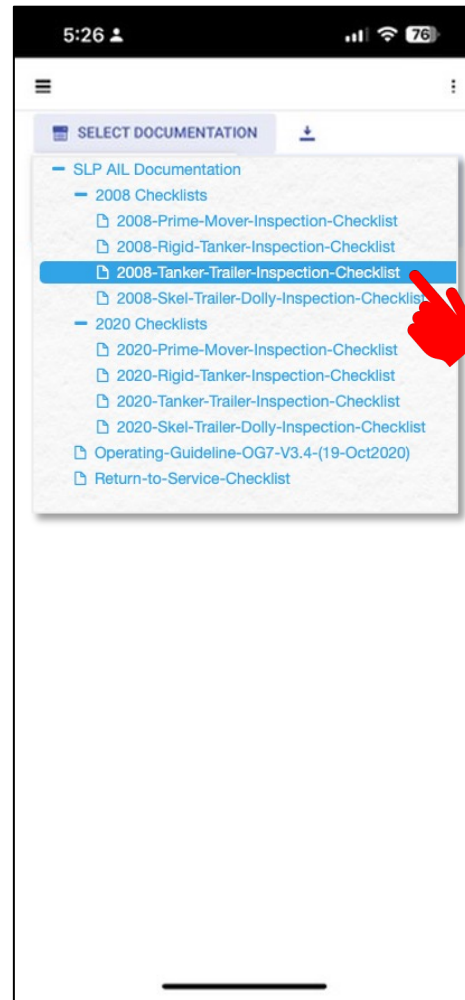 5:26
76
SELECT DOCUMENTATION
SLP AIL Documentation
2008 Checklists
2008-Prime-Mover-Inspection-Checklist
2008-Rigid-Tanker-Inspection-Checklist
2008-Tanker-Trailer-Inspection-Checklist
2008-Skel-Trailer-Dolly-Inspection-Checklist
2020 Checklists
2020-Prime-Mover-Inspection-Checklist
2020-Rigid-Tanker-Inspection-Checklist
2020-Tanker-Trailer-Inspection-Checklist
2020-Skel-Trailer-Dolly-Inspection-Checklist
Operating-Guideline-OG7-V3.4-(19-Oct2020)
Return-to-Service-Checklist